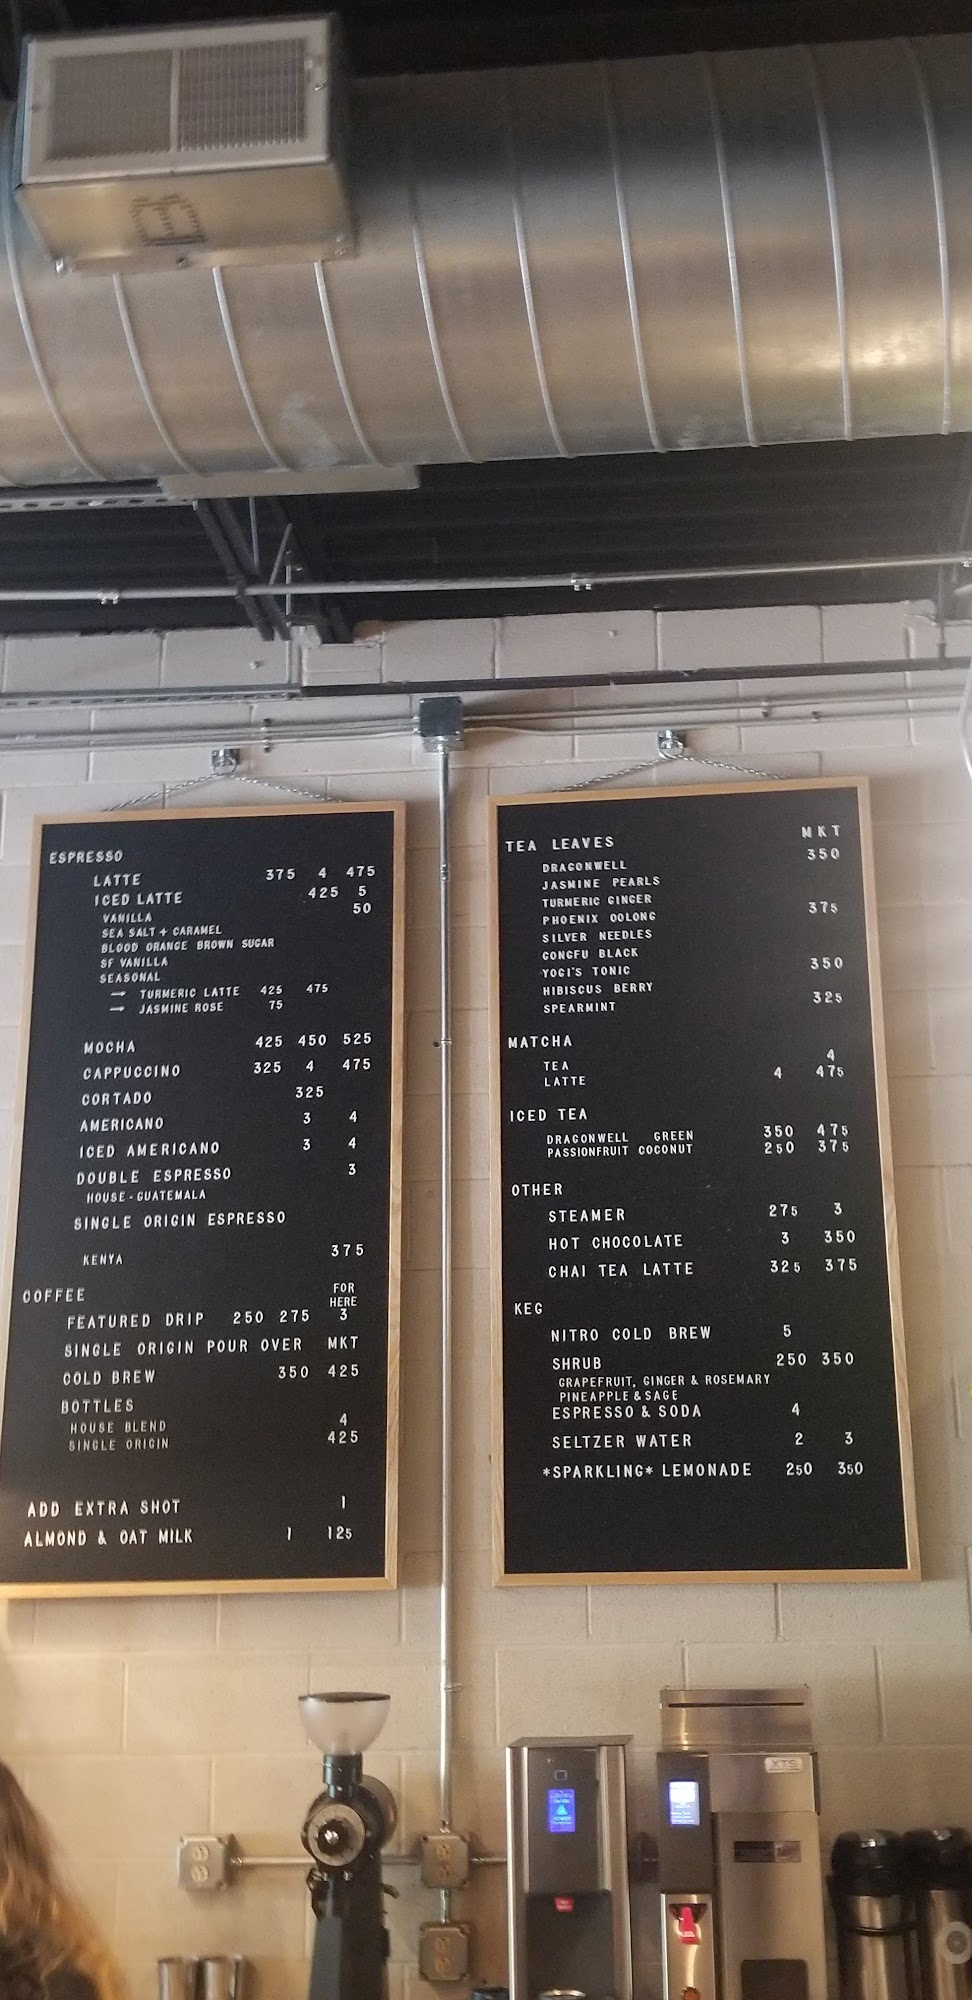 ESPRESSO
LATTE 375 4 475
ICED LATTE 425 5
VANILLA 50
SEA SALT + CARAMEL
BLOOD ORANGE BROWN SUGAR
SF VANILLA
SEASONAL
→ TURMERIC LATTE 425 475
→ JASMINE ROSE 75
MOCHA 425 450 525
CAPPUCCINO 325 4 475
CORTADO 325
AMERICANO 3 4
ICED AMERICANO 3 4
DOUBLE ESPRESSO 3
HOUSE - GUATEMALA
SINGLE ORIGIN ESPRESSO
KENYA 375
COFFEE FOR
HERE
FEATURED DRIP 250 275 3
SINGLE ORIGIN POUR OVER MKT
COLD BREW 350 425
BOTTLES
HOUSE BLEND 4
SINGLE ORIGIN 425
ADD EXTRA SHOT 1
ALMOND & OAT MILK 1 125
TEA LEAVES MKT
DRAGONWELL 350
JASMINE PEARLS
TURMERIC GINGER
PHOENIX OOLONG 375
SILVER NEEDLES
GONGFU BLACK
YOGI'S TONIC 350
HIBISCUS BERRY
SPEARMINT 325
MATCHA
TEA 4
LATTE 4 475
ICED TEA
DRAGONWELL GREEN 350 475
PASSIONFRUIT COCONUT 250 375
OTHER
STEAMER 275 3
HOT CHOCOLATE 3 350
CHAI TEA LATTE 325 375
KEG
NITRO COLD BREW 5
SHRUB 250 350
GRAPEFRUIT, GINGER & ROSEMARY
PINEAPPLE & SAGE
ESPRESSO & SODA 4
SELTZER WATER 2 3
*SPARKLING* LEMONADE 250 350
XTS